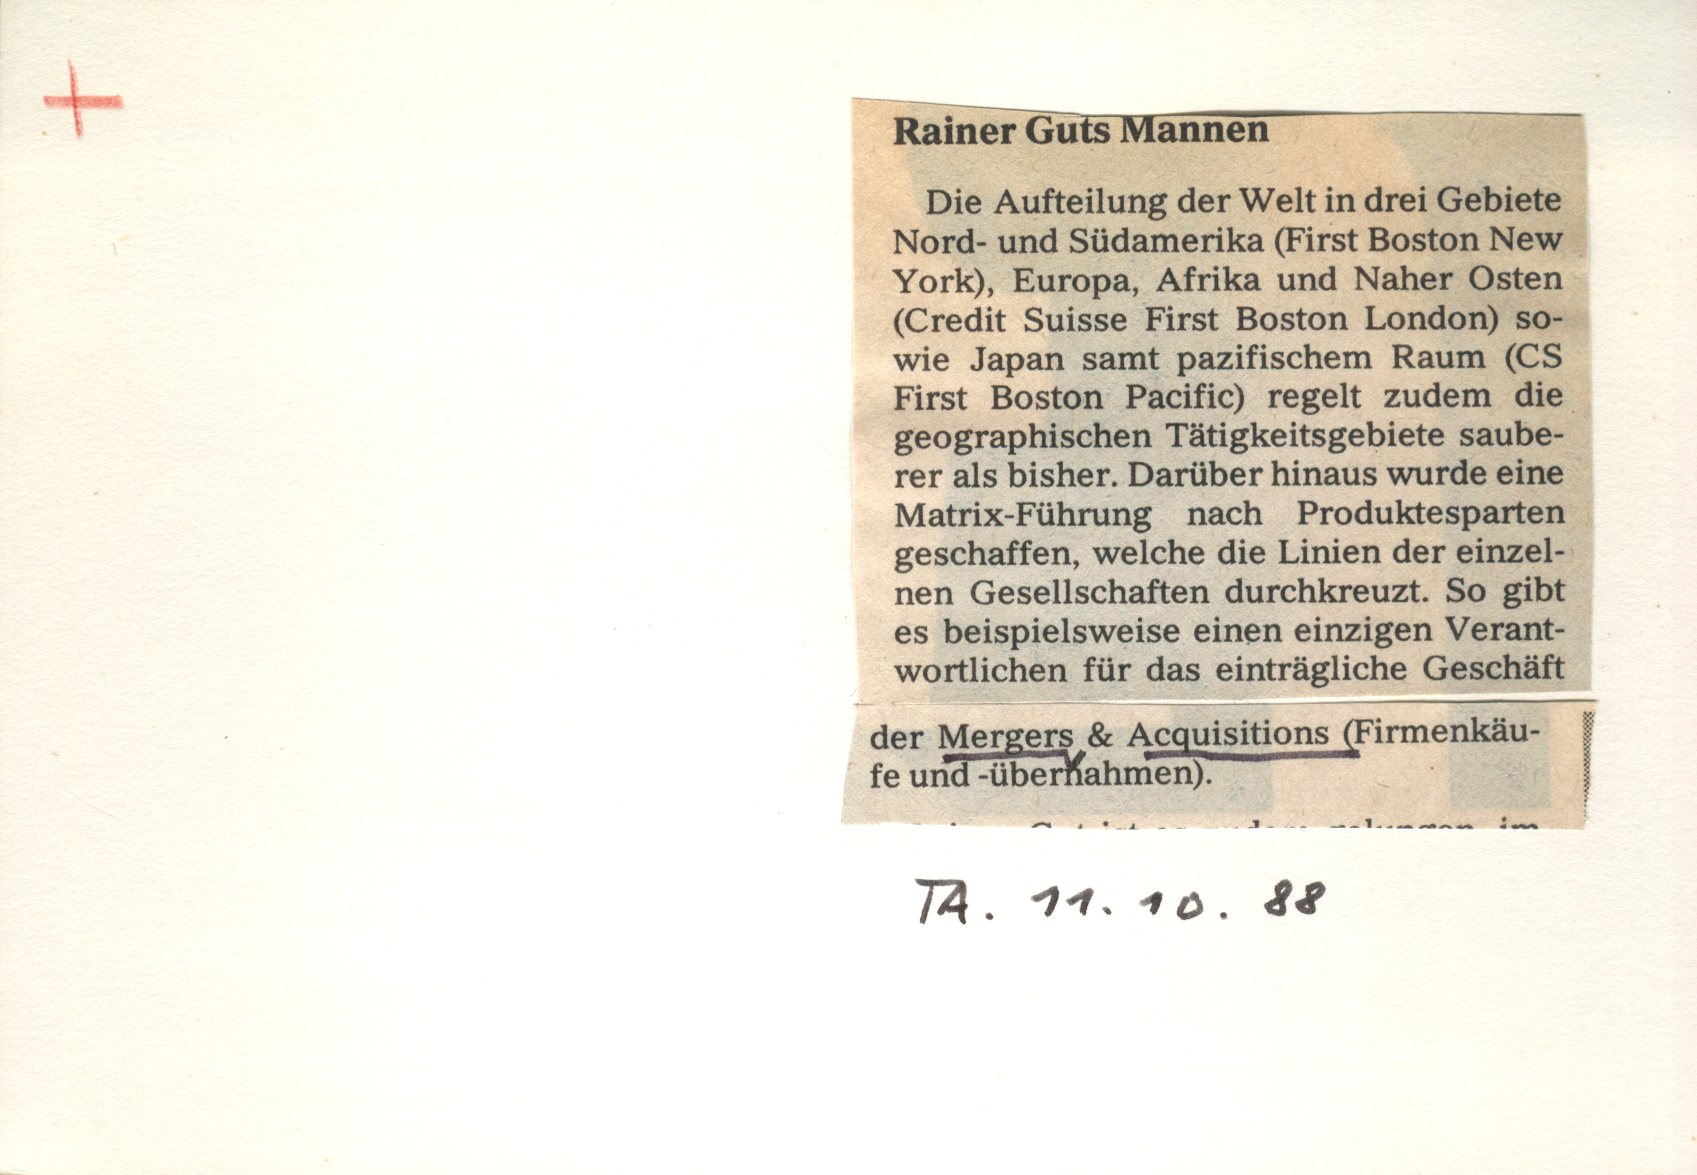 Rainer Guts Mannen
Die Aufteilung der Welt in drei Gebiete
Nord- und Südamerika (First Boston New
York), Europa, Afrika und Naher Osten
(Credit Suisse First Boston London) so-
wie Japan samt pazifischem Raum (CS
First Boston Pacific) regelt zudem die
geographischen Tätigkeitsgebiete saube-
rer als bisher. Darüber hinaus wurde eine
Matrix-Führung nach Produktesparten
geschaffen, welche die Linien der einzel-
nen Gesellschaften durchkreuzt. So gibt
es beispielsweise einen einzigen Verant-
wortlichen für das einträgliche Geschäft
der Mergers & Acquisitions (Firmenkäu-
fe und -übernahmen).
TA. 11. 10. 88